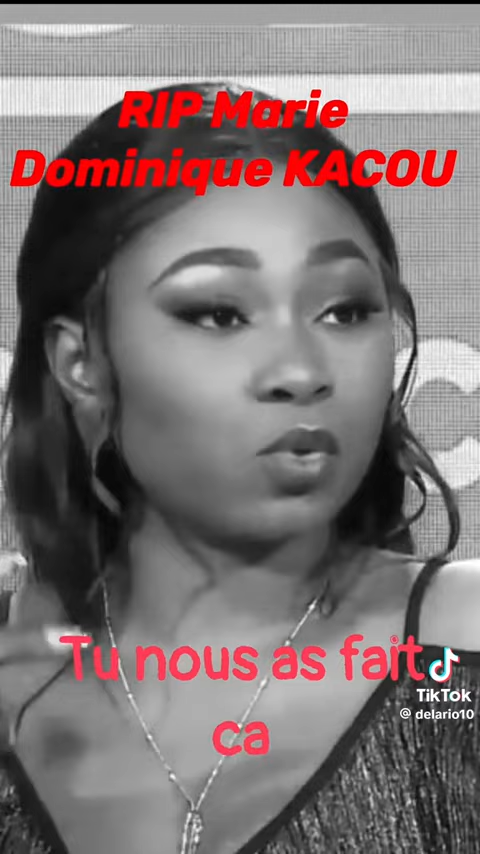 RIP Marie
Dominique KACOU
Tu nous as fait
ca
TikTok
@ delario10